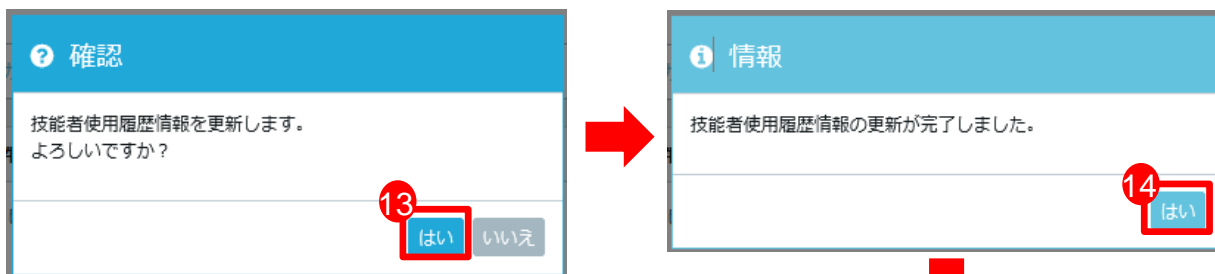 確認
技能者使用履歴情報を更新します。
よろしいですか？
13
はい
いいえ
情報
技能者使用履歴情報の更新が完了しました。
14
はい